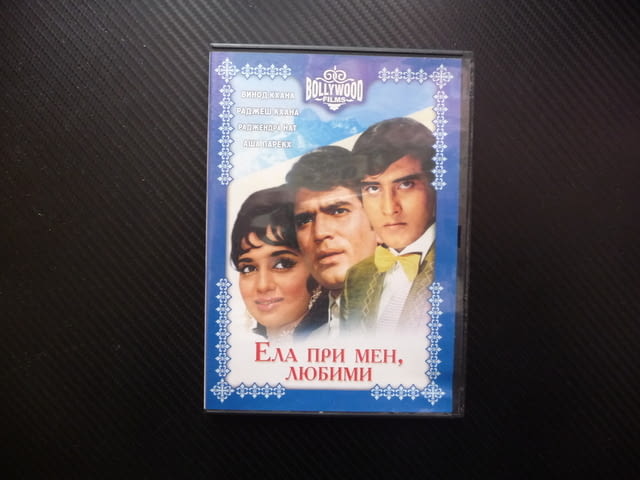 BOLLYWOOD
FILMS
ВИНОД КХАНА
РАДЖЕШ КХАНА
РАДЖЕНДРА НАТ
АША ПАРЕКХ
ЕЛА ПРИ МЕН,
ЛЮБИМИ